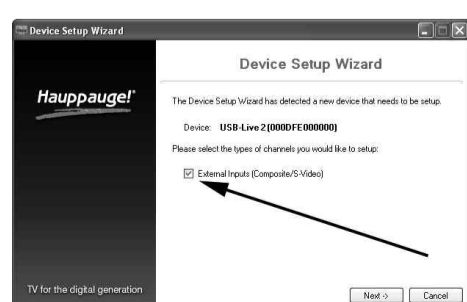 Device Setup Wizard
Device Setup Wizard
Hauppauge!
The Device Setup Wizard has detected a new device that needs to be setup.
Device: USB-Live 2 (000DFE000000)
Please select the types of channels you would like to setup:
External Inputs (Composite/S-Video)
TV for the digital generation
Next ->
Cancel